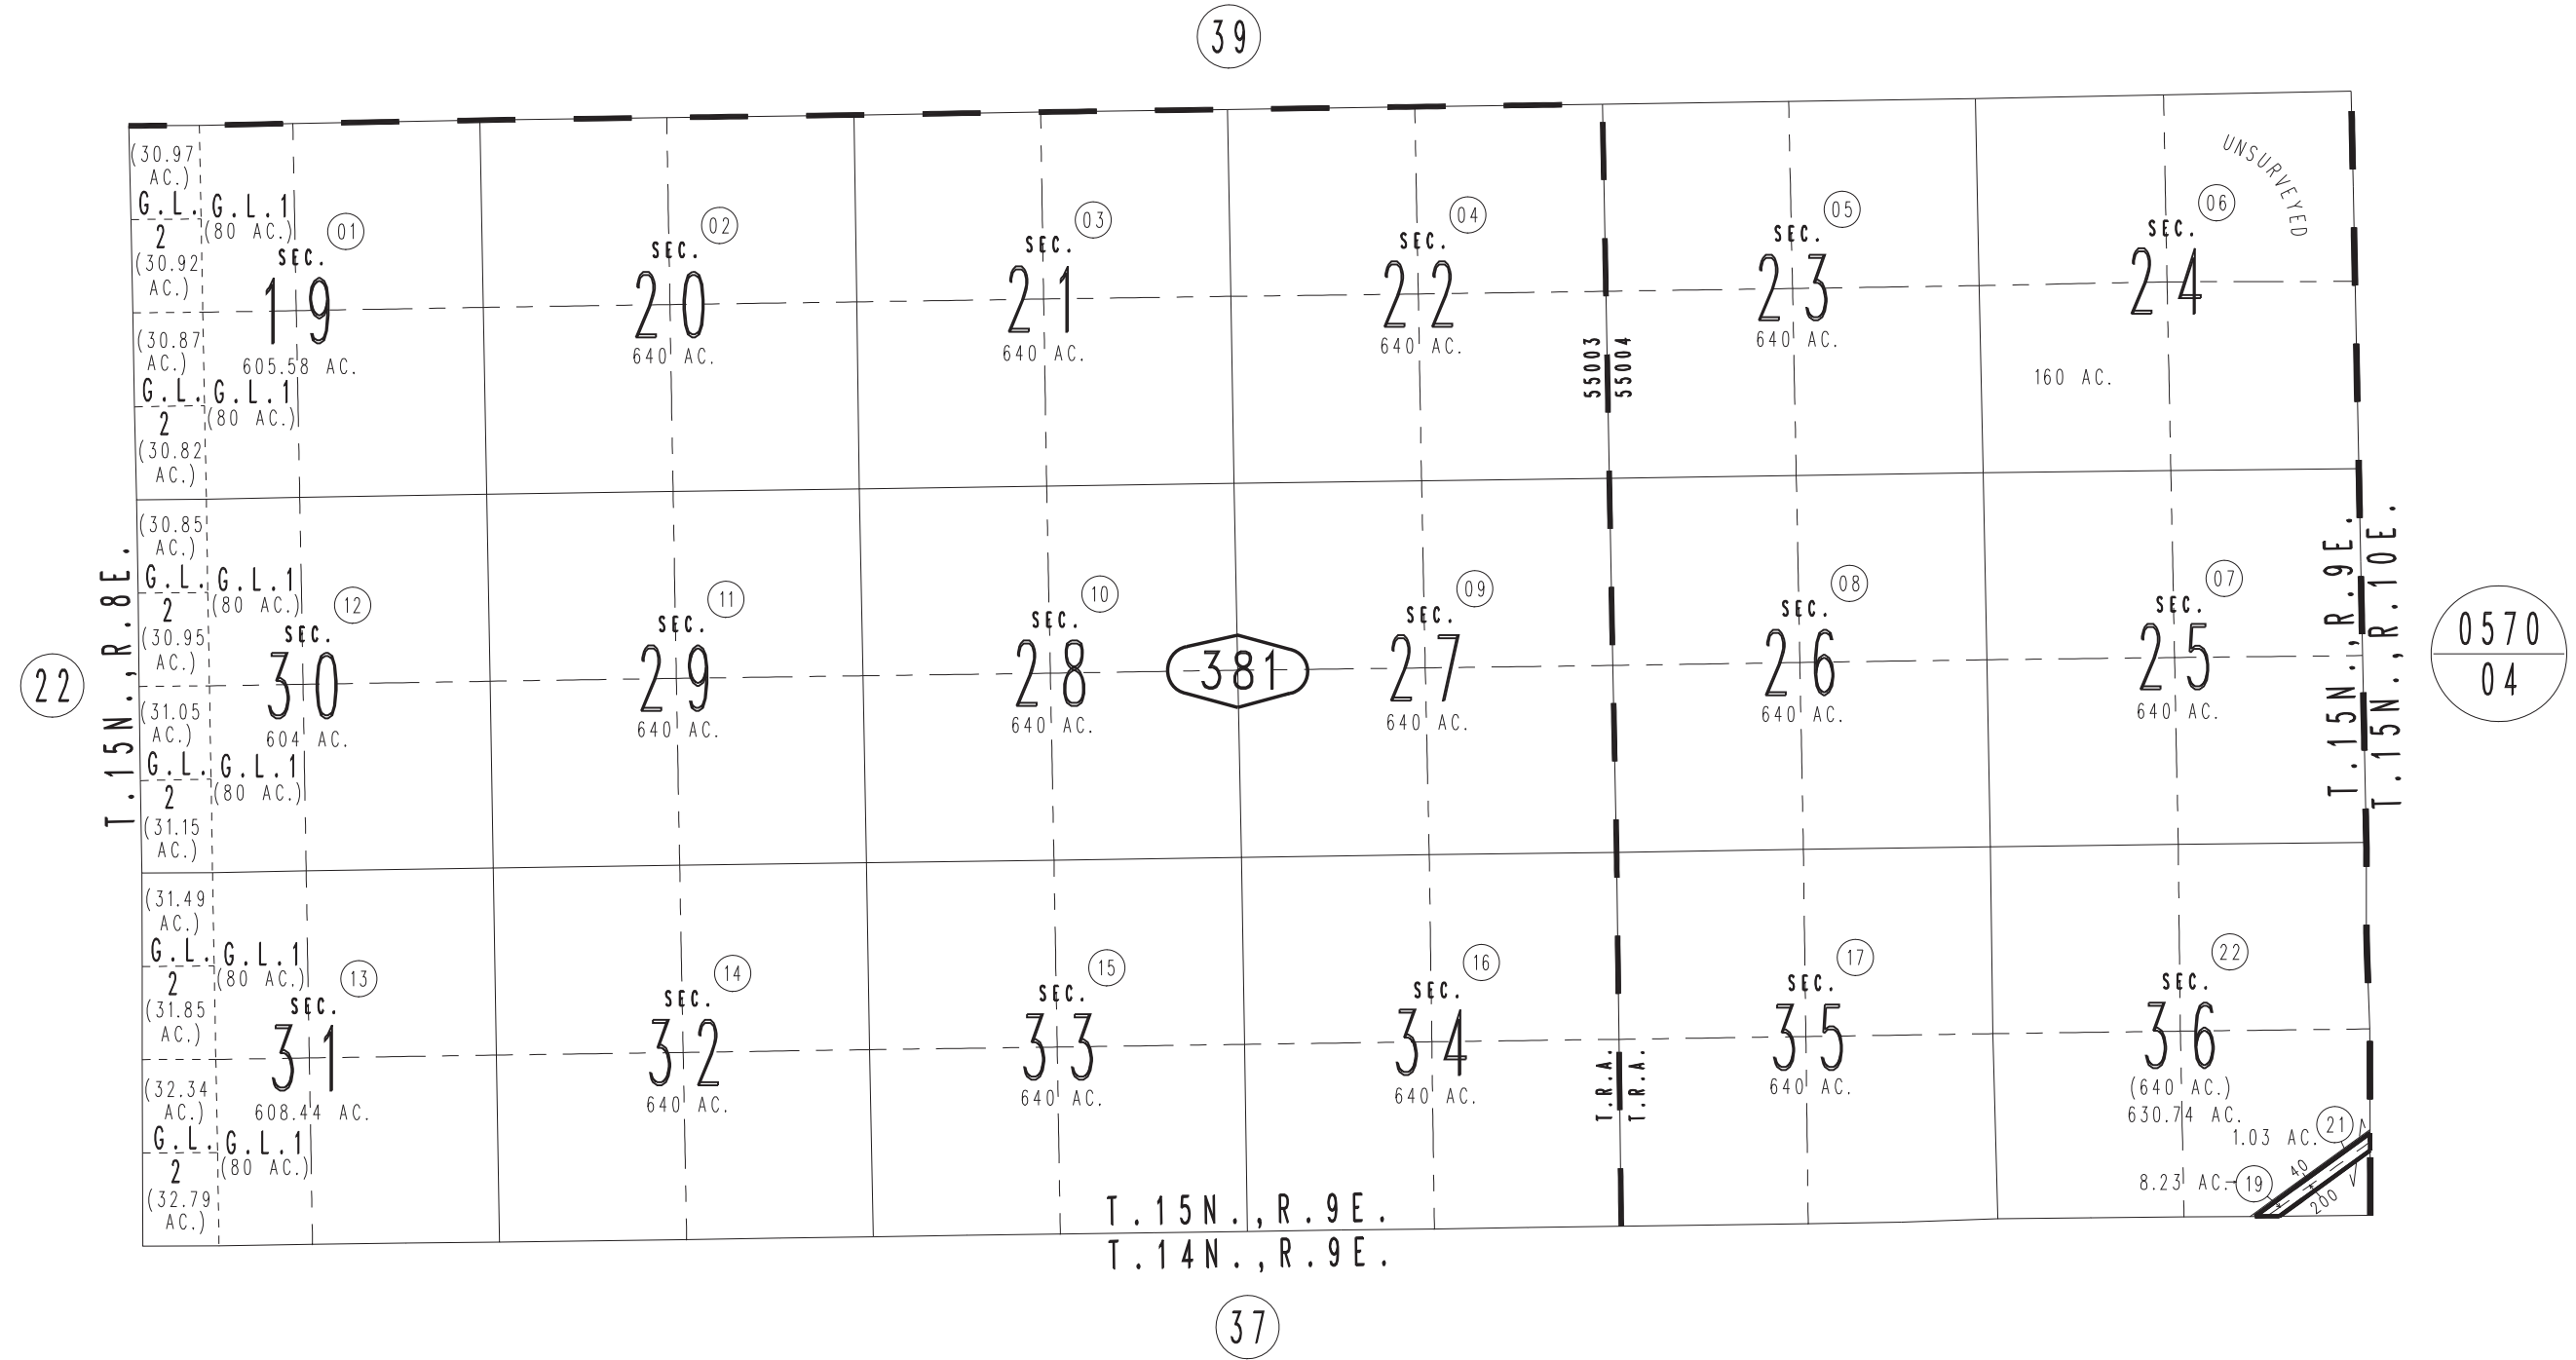 39
(30.97
AC.)
G.L.
2
(30.92
AC.)
G.L.1
(80 AC.)
01
SEC.
19
605.58 AC.
(30.87
AC.)
G.L.
2
(30.82
AC.)
G.L.1
(80 AC.)
02
SEC.
20
640 AC.
03
SEC.
21
640 AC.
04
SEC.
22
640 AC.
55003
55004
05
SEC.
23
640 AC.
06
SEC.
24
160 AC.
UNSURVEYED
22
T.15N.,R.8E.
(30.85
AC.)
G.L.
2
(30.95
AC.)
G.L.1
(80 AC.)
12
SEC.
30
604 AC.
(31.05
AC.)
G.L.
2
(31.15
AC.)
G.L.1
(80 AC.)
11
SEC.
29
640 AC.
10
SEC.
28
640 AC.
381
09
SEC.
27
640 AC.
08
SEC.
26
640 AC.
07
SEC.
25
640 AC.
T.15N.,R.9E.
T.15N.,R.10E.
0570
04
(31.49
AC.)
G.L.
2
(31.85
AC.)
G.L.1
(80 AC.)
13
SEC.
31
608.44 AC.
(32.34
AC.)
G.L.
2
(32.79
AC.)
G.L.1
(80 AC.)
14
SEC.
32
640 AC.
15
SEC.
33
640 AC.
16
SEC.
34
640 AC.
T.R.A.
T.R.A.
17
SEC.
35
640 AC.
22
SEC.
36
(640 AC.)
630.74 AC.
1.03 AC.
21
8.23 AC.
19
40
200
T.15N.,R.9E.
T.14N.,R.9E.
37